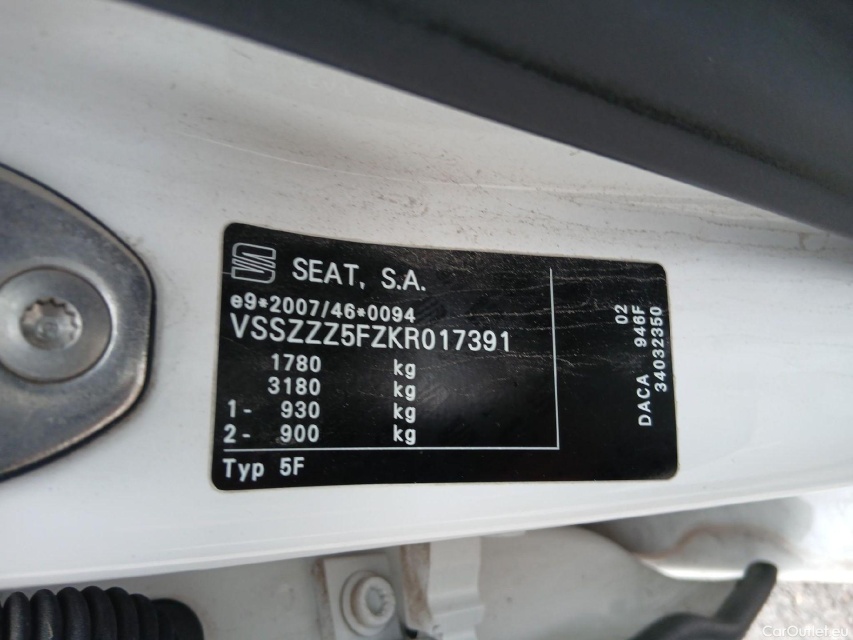 SEAT, S.A.
e9*2007/46*0094
VSSZZZ5FZKR017391
1780 kg
3180 kg
1- 930 kg
2- 900 kg
Typ 5F
02
DACA 946F
34032350
CarOutlet.eu